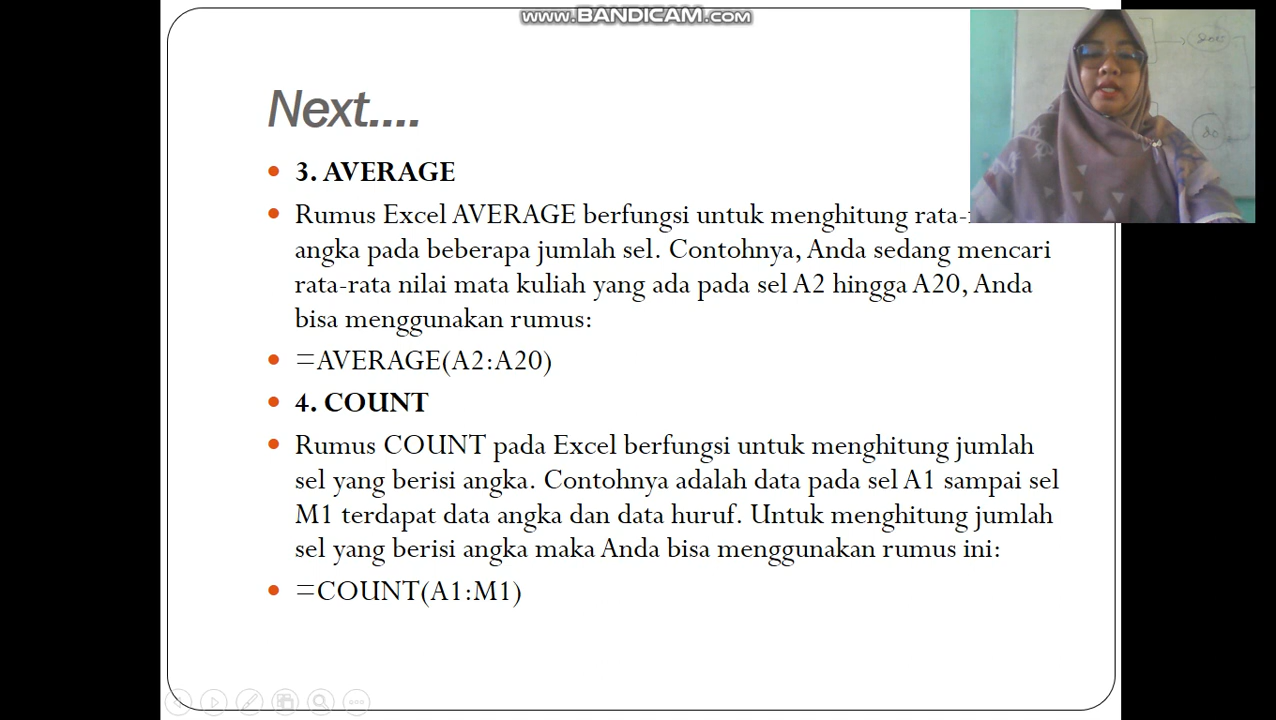 www.BANDICAM.com
Next....
3. AVERAGE
Rumus Excel AVERAGE berfungsi untuk menghitung rata-
angka pada beberapa jumlah sel. Contohnya, Anda sedang mencari
rata-rata nilai mata kuliah yang ada pada sel A2 hingga A20, Anda
bisa menggunakan rumus:
=AVERAGE(A2:A20)
4. COUNT
Rumus COUNT pada Excel berfungsi untuk menghitung jumlah
sel yang berisi angka. Contohnya adalah data pada sel A1 sampai sel
M1 terdapat data angka dan data huruf. Untuk menghitung jumlah
sel yang berisi angka maka Anda bisa menggunakan rumus ini:
=COUNT(A1:M1)